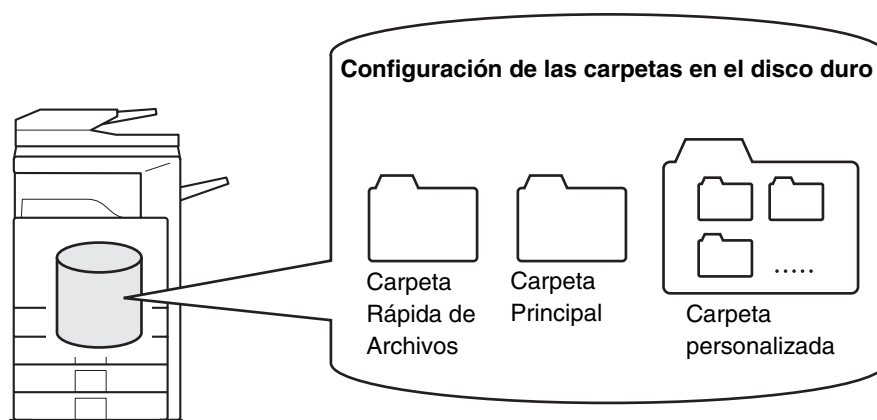 Configuración de las carpetas en el disco duro
Carpeta
Rápida de
Archivos
Carpeta
Principal
Carpeta
personalizada